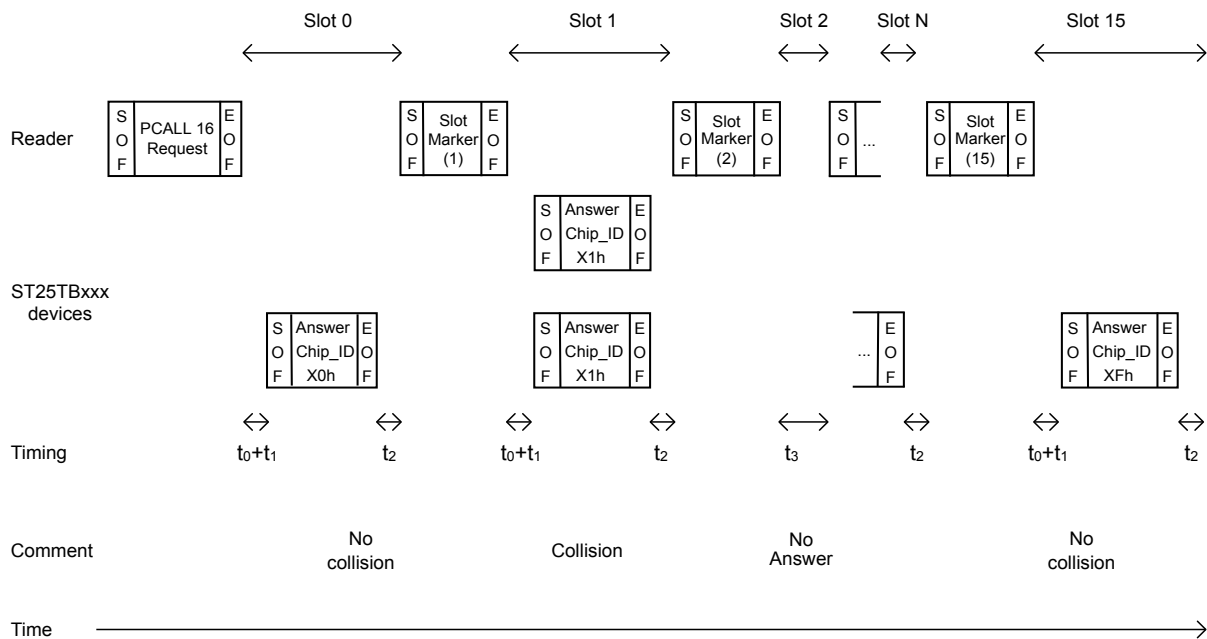 Slot 0
Slot 1
Slot 2
Slot N
Slot 15
Reader
S
O
F
PCALL 16
Request
E
O
F
S
O
F
Slot
Marker
(1)
E
O
F
S
O
F
Slot
Marker
(2)
E
O
F
S
O
F
...
S
O
F
Slot
Marker
(15)
E
O
F
S
O
F
Answer
Chip_ID
X1h
E
O
F
ST25TBxxx
devices
S
O
F
Answer
Chip_ID
X0h
E
O
F
S
O
F
Answer
Chip_ID
X1h
E
O
F
...
E
O
F
S
O
F
Answer
Chip_ID
XFh
E
O
F
Timing
t0+t1
t2
t0+t1
t2
t3
t2
t0+t1
t2
Comment
No
collision
Collision
No
Answer
No
collision
Time